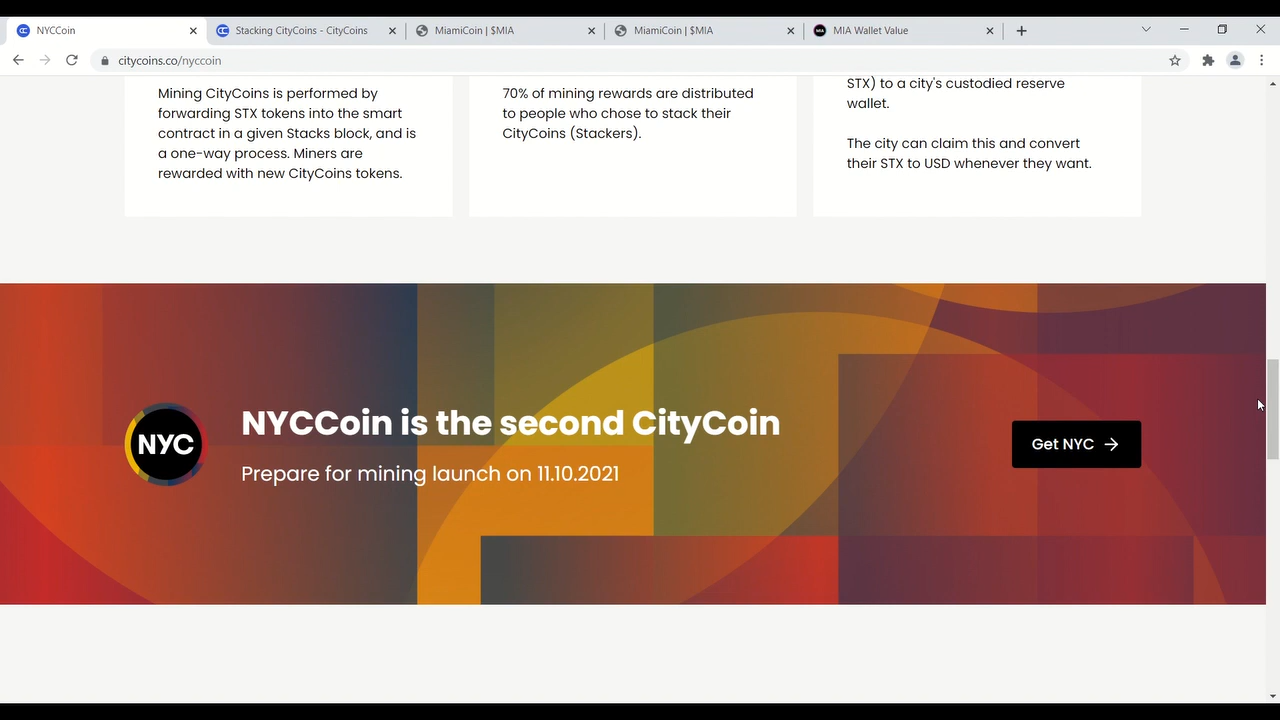 NYCCoin
Stacking CityCoins - CityCoins
MiamiCoin | $MIA
MiamiCoin | $MIA
MIA
MIA Wallet Value
citycoins.co/nyccoin
Mining CityCoins is performed by
forwarding STX tokens into the smart
contract in a given Stacks block, and is
a one-way process. Miners are
rewarded with new CityCoins tokens.
70% of mining rewards are distributed
to people who chose to stack their
CityCoins (Stackers).
STX) to a city's custodied reserve
wallet.
The city can claim this and convert
their STX to USD whenever they want.
NYC
NYCCoin is the second CityCoin
Prepare for mining launch on 11.10.2021
Get NYC →